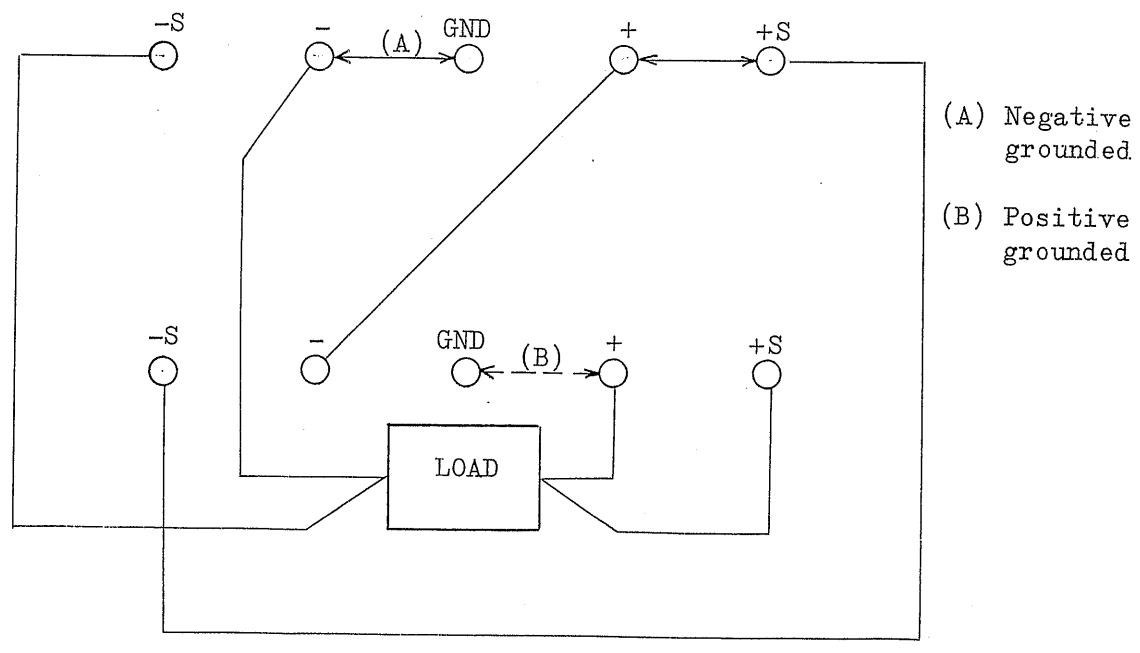 -S
-
GND
+
+S
(A)
(A) Negative
grounded
(B) Positive
grounded
-S
-
GND
+
+S
(B)
LOAD